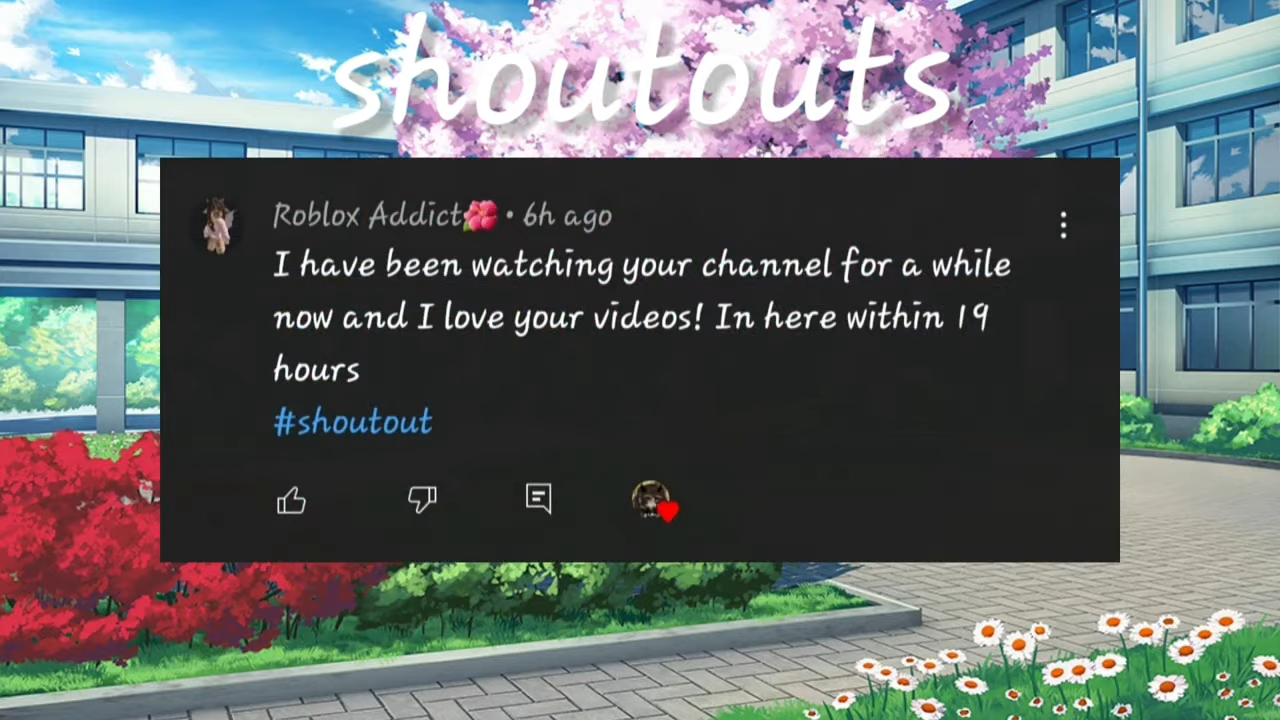 shoutouts
Roblox Addict🌺 • 6h ago
I have been watching your channel for a while
now and I love your videos! In here within 19
hours
#shoutout